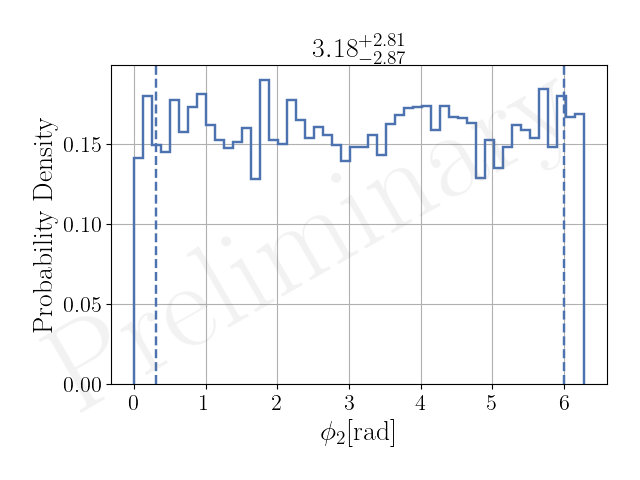 3.18+2.81−2.87
Probability Density
0.15
0.10
0.05
0.00
Preliminary
0 1 2 3 4 5 6
ϕ2[rad]